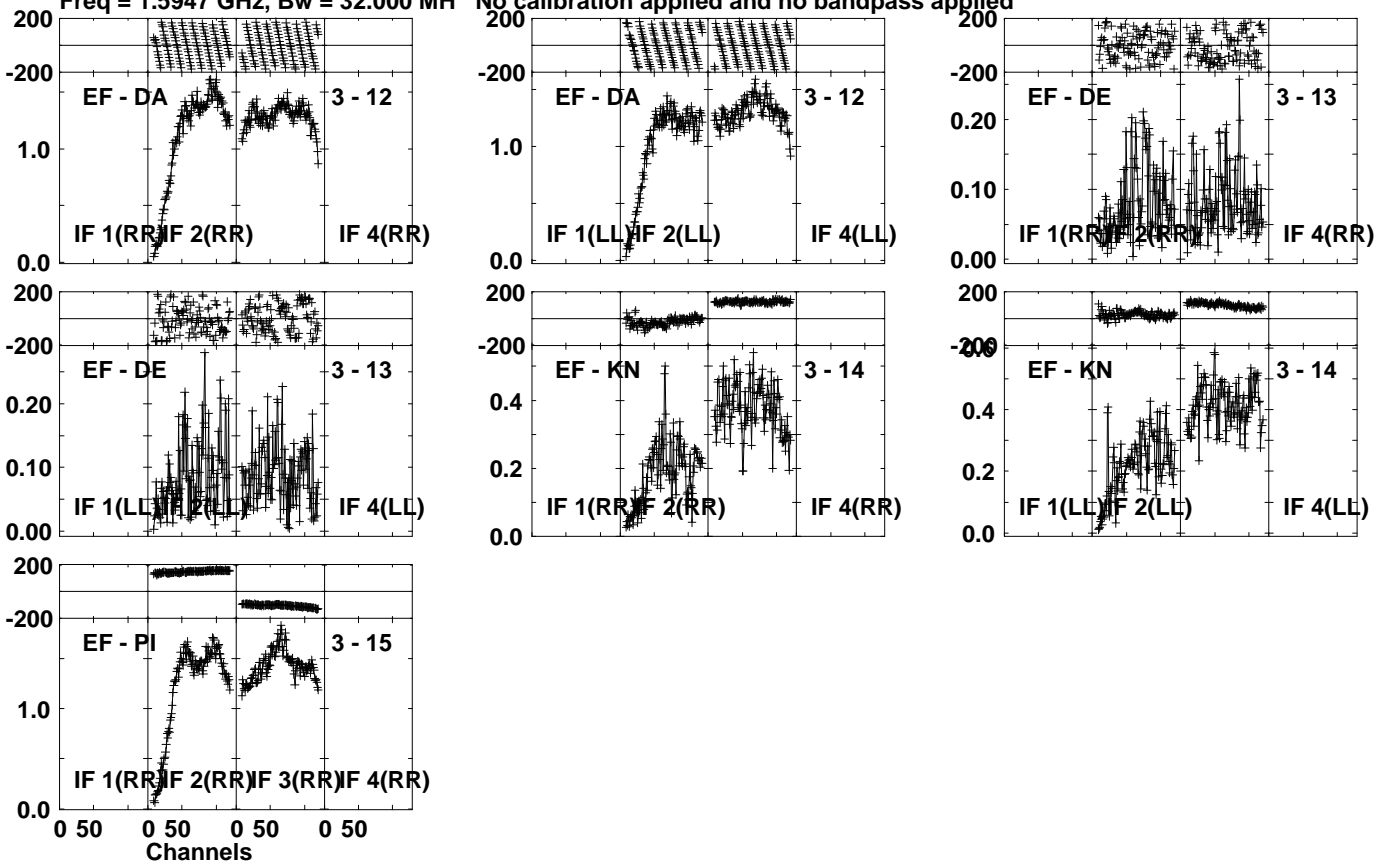 Freq = 1.5947 GHz, Bw = 32.000 MH No calibration applied and no bandpass applied
200
-200
EF - DA
3 - 12
1.0
0.0
IF 1(RR)
IF 2(RR)
IF 4(RR)
200
-200
EF - DA
3 - 12
1.0
0.0
IF 1(LL)
IF 2(LL)
IF 4(LL)
200
-200
EF - DE
3 - 13
0.20
0.10
0.00
IF 1(RR)
IF 2(RR)
IF 4(RR)
200
-200
EF - DE
3 - 13
0.20
0.10
0.00
IF 1(LL)
IF 2(LL)
IF 4(LL)
200
-200
EF - KN
3 - 14
0.4
0.2
0.0
IF 1(RR)
IF 2(RR)
IF 4(RR)
200
-200
0.6
EF - KN
3 - 14
0.4
0.2
0.0
IF 1(LL)
IF 2(LL)
IF 4(LL)
200
-200
EF - PI
3 - 15
1.0
0.0
IF 1(RR)
IF 2(RR)
IF 3(RR)
IF 4(RR)
0 50 0 50 0 50 0 50
Channels